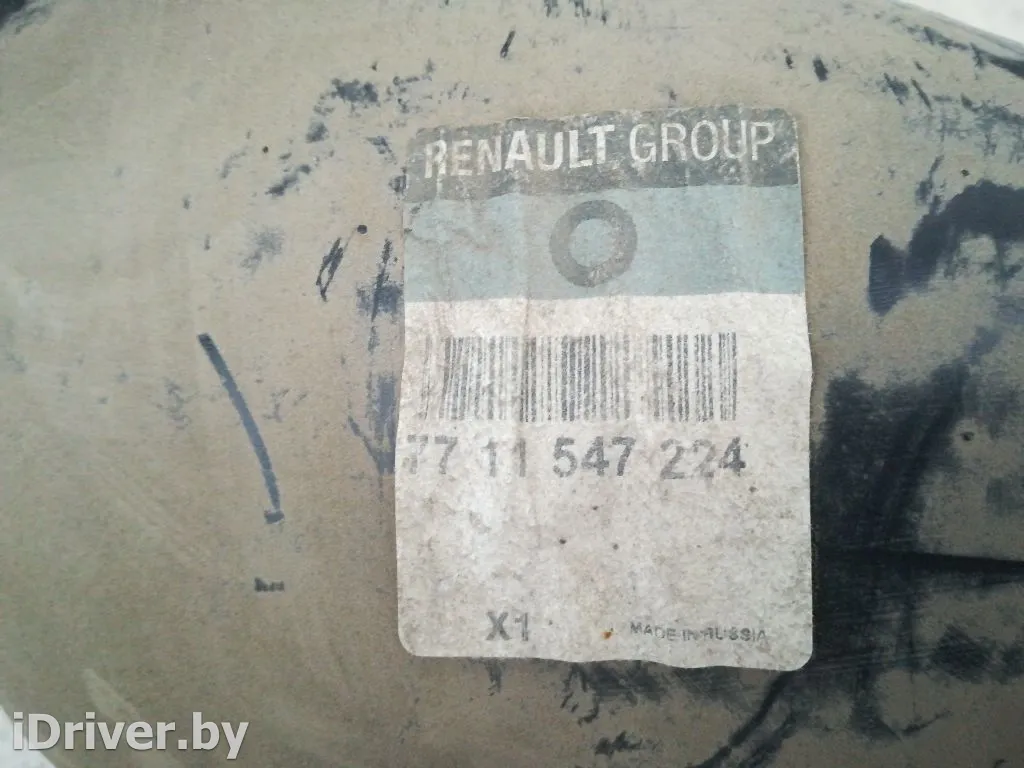 RENAULT GROUP
77 11 547 224
X1
MADE IN RUSSIA
iDriver.by